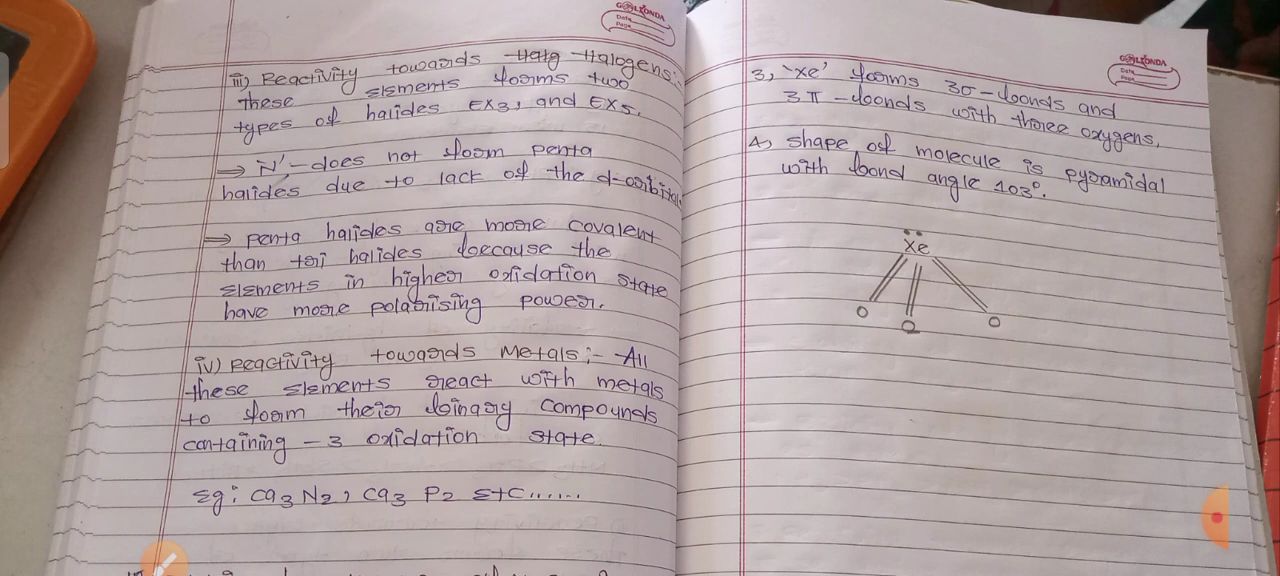 GOLKONDA
Date
Page
iii) Reactivity towards Halogens:-
these elements forms two
types of halides EX3, and EX5.
⇒ 'N'-does not form penta
halides due to lack of the d-orbitals
⇒ penta halides are more covalent
than tri halides because the
elements in higher oxidation state
have more polarising power.
iv) Reactivity towards Metals:- All
these elements react with metals
to form their binary compounds
containing -3 oxidation state.
Eg: Ca3 N2, Ca3 P2 Etc......
GOLKONDA
Date
Page
3, 'Xe' forms 3σ-bonds and
3π-bonds with three oxygens.
4, shape of molecule is pyramidal
with bond angle 103°.
Xe
O O O